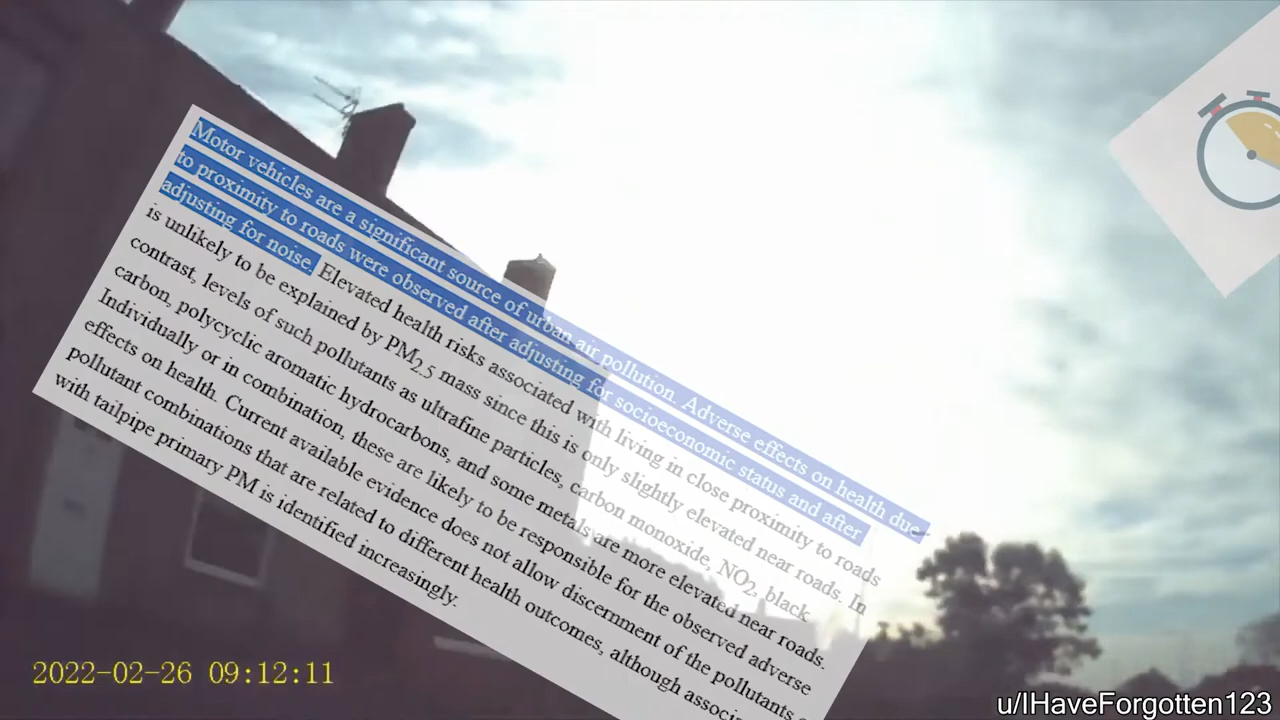 Motor vehicles are a significant source of urban air pollution. Adverse effects on health due
to proximity to roads were observed after adjusting for socioeconomic status and after
adjusting for noise. Elevated health risks associated with living in close proximity to roads
is unlikely to be explained by PM2.5 mass since this is only slightly elevated near roads. In
contrast, levels of such pollutants as ultrafine particles, carbon monoxide, NO2, black
carbon, polycyclic aromatic hydrocarbons, and some metals are more elevated near roads.
Individually or in combination, these are likely to be responsible for the observed adverse
effects on health. Current available evidence does not allow discernment of the pollutants
pollutant combinations that are related to different health outcomes, although
with tailpipe primary PM is identified increasingly.
2022-02-26 09:12:11
u/IHaveForgotten123